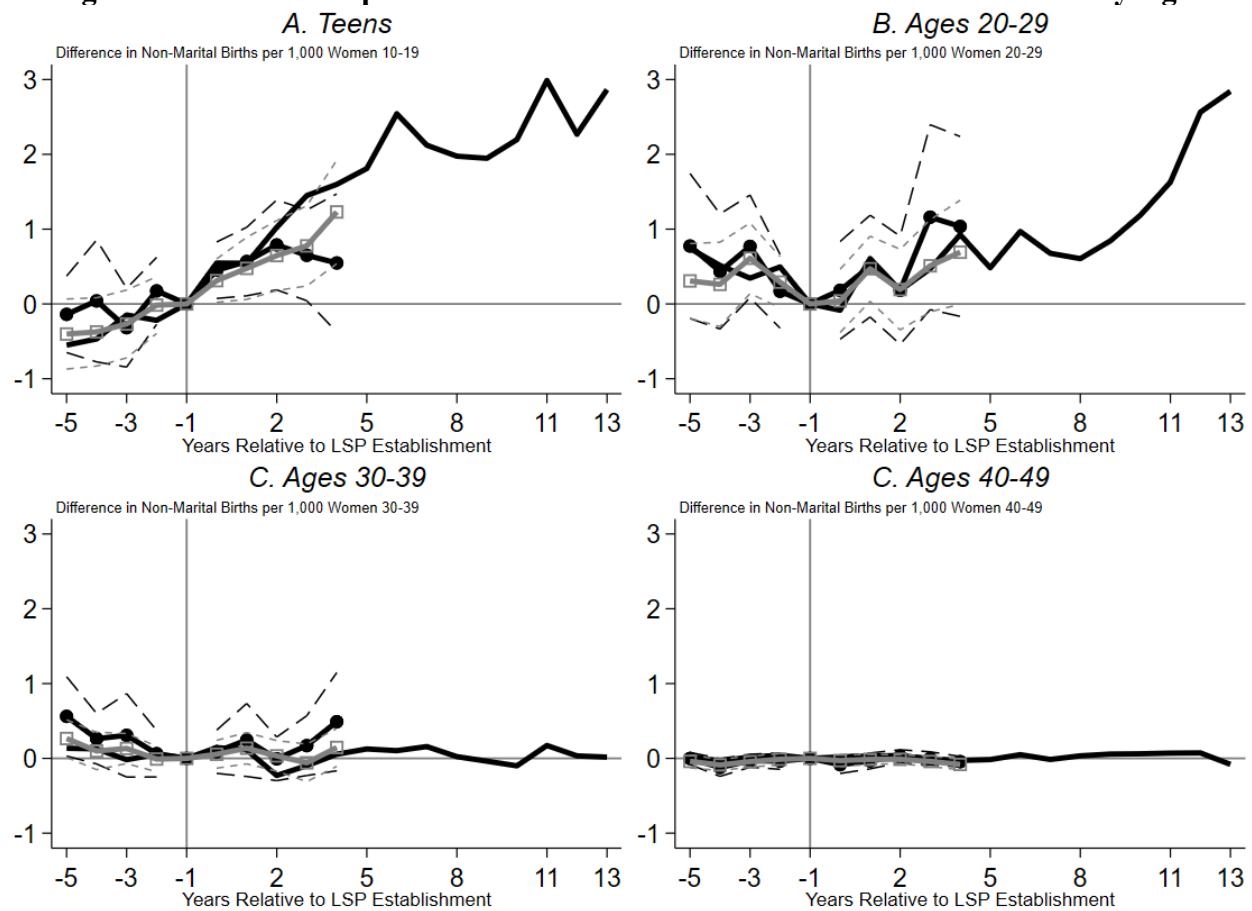 A. Teens
Difference in Non-Marital Births per 1,000 Women 10-19
3
2
1
0
-1
-5 -3 -1 2 5 8 11 13
Years Relative to LSP Establishment
B. Ages 20-29
Difference in Non-Marital Births per 1,000 Women 20-29
3
2
1
0
-1
-5 -3 -1 2 5 8 11 13
Years Relative to LSP Establishment
C. Ages 30-39
Difference in Non-Marital Births per 1,000 Women 30-39
3
2
1
0
-1
-5 -3 -1 2 5 8 11 13
Years Relative to LSP Establishment
C. Ages 40-49
Difference in Non-Marital Births per 1,000 Women 40-49
3
2
1
0
-1
-5 -3 -1 2 5 8 11 13
Years Relative to LSP Establishment